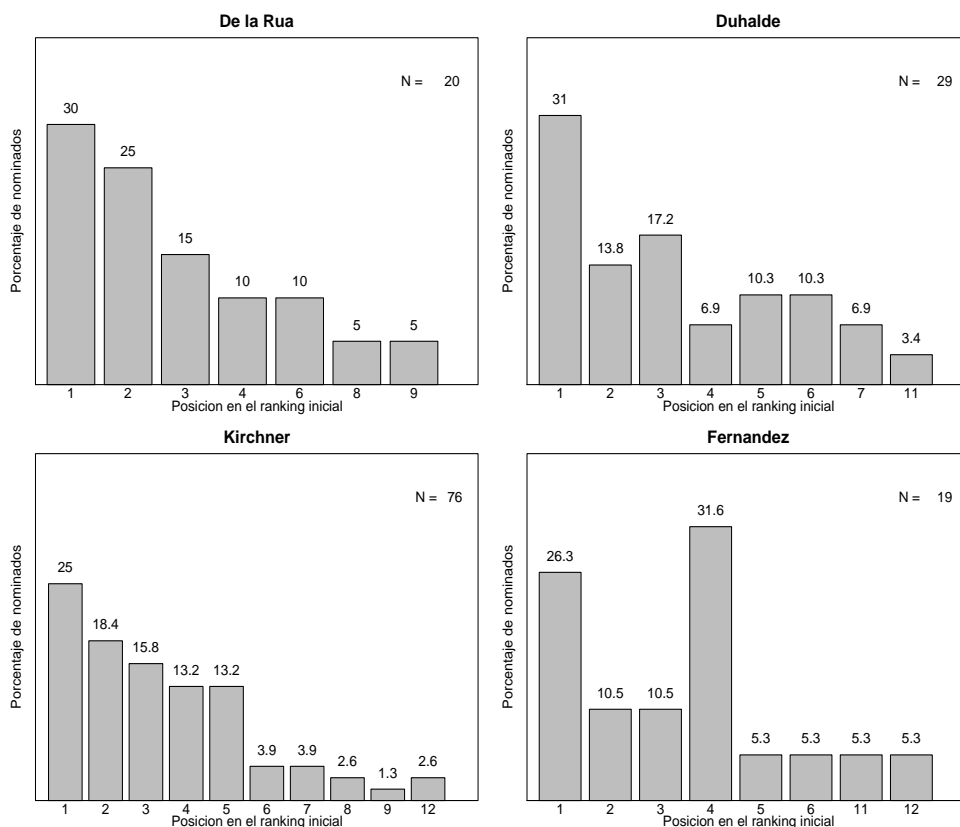 De la Rua
Porcentaje de nominados
N = 20
30
25
15
10
10
5
5
1 2 3 4 6 8 9
Posicion en el ranking inicial
Duhalde
Porcentaje de nominados
N = 29
31
13.8
17.2
6.9
10.3
10.3
6.9
3.4
1 2 3 4 5 6 7 11
Posicion en el ranking inicial
Kirchner
Porcentaje de nominados
N = 76
25
18.4
15.8
13.2
13.2
3.9
3.9
2.6
1.3
2.6
1 2 3 4 5 6 7 8 9 12
Posicion en el ranking inicial
Fernandez
Porcentaje de nominados
N = 19
26.3
10.5
10.5
31.6
5.3
5.3
5.3
5.3
1 2 3 4 5 6 11 12
Posicion en el ranking inicial